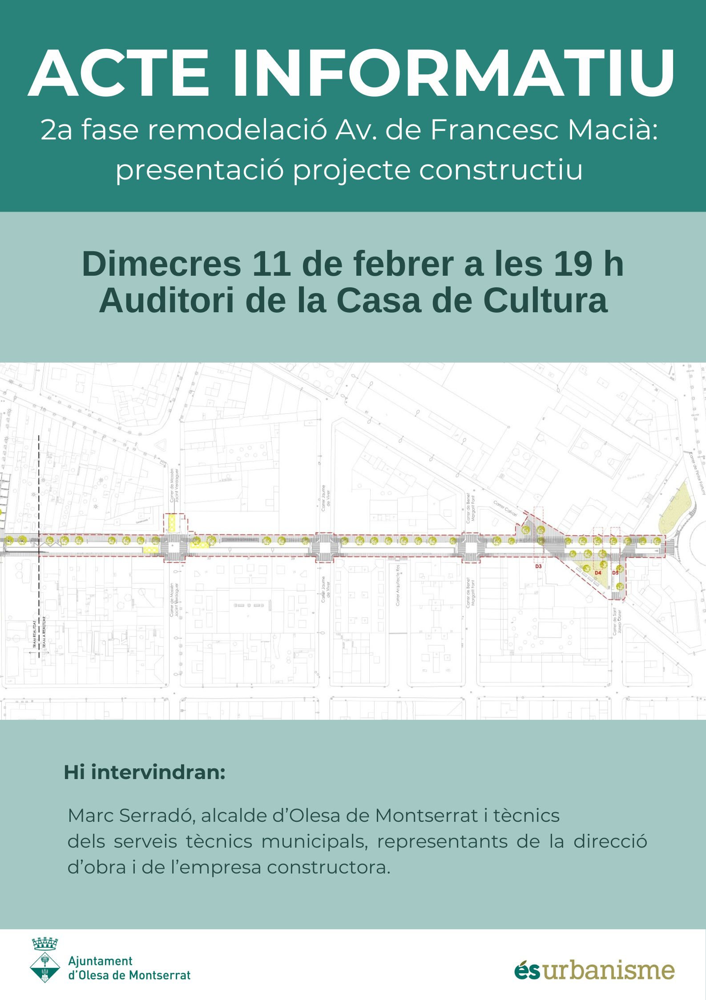 ACTE INFORMATIU
2a fase remodelació Av. de Francesc Macià:
presentació projecte constructiu
Dimecres 11 de febrer a les 19 h
Auditori de la Casa de Cultura
Carrer de Mossèn
Jacint Verdaguer
Carrer Jaume
de Viver
Carrer de Benet
Margarit Font
Carrer Calvari
Carrer de Pintor Fortuny
D3
D4
D5
Carrer de Mossèn
Jacint Verdaguer
Carrer Jaume
de Viver
Carrer Arquitecte Ros
Carrer de Benet
Margarit Font
Carrer de Sant
Josep Obrer
TRAM REALITZAT
TRAM A REALITZAR
Hi intervindran:
Marc Serradó, alcalde d’Olesa de Montserrat i tècnics
dels serveis tècnics municipals, representants de la direcció
d’obra i de l’empresa constructora.
Ajuntament
d’Olesa de Montserrat
ésurbanisme